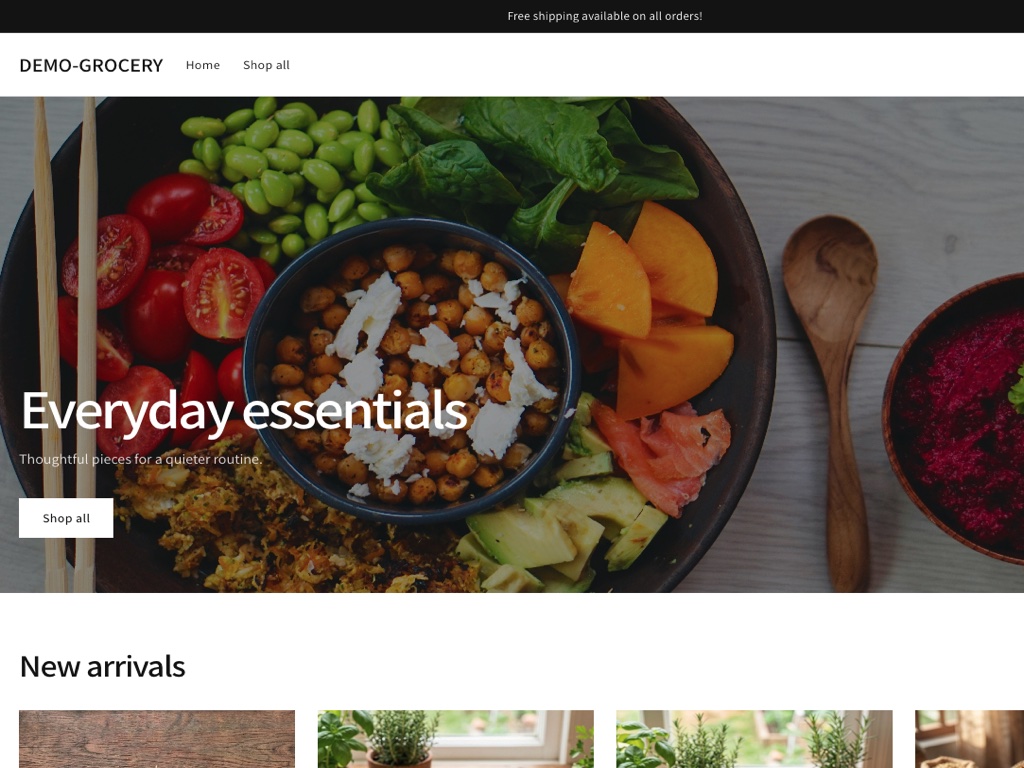 Free shipping available on all orders!
DEMO-GROCERY
Home
Shop all
Everyday essentials
Thoughtful pieces for a quieter routine.
Shop all
New arrivals